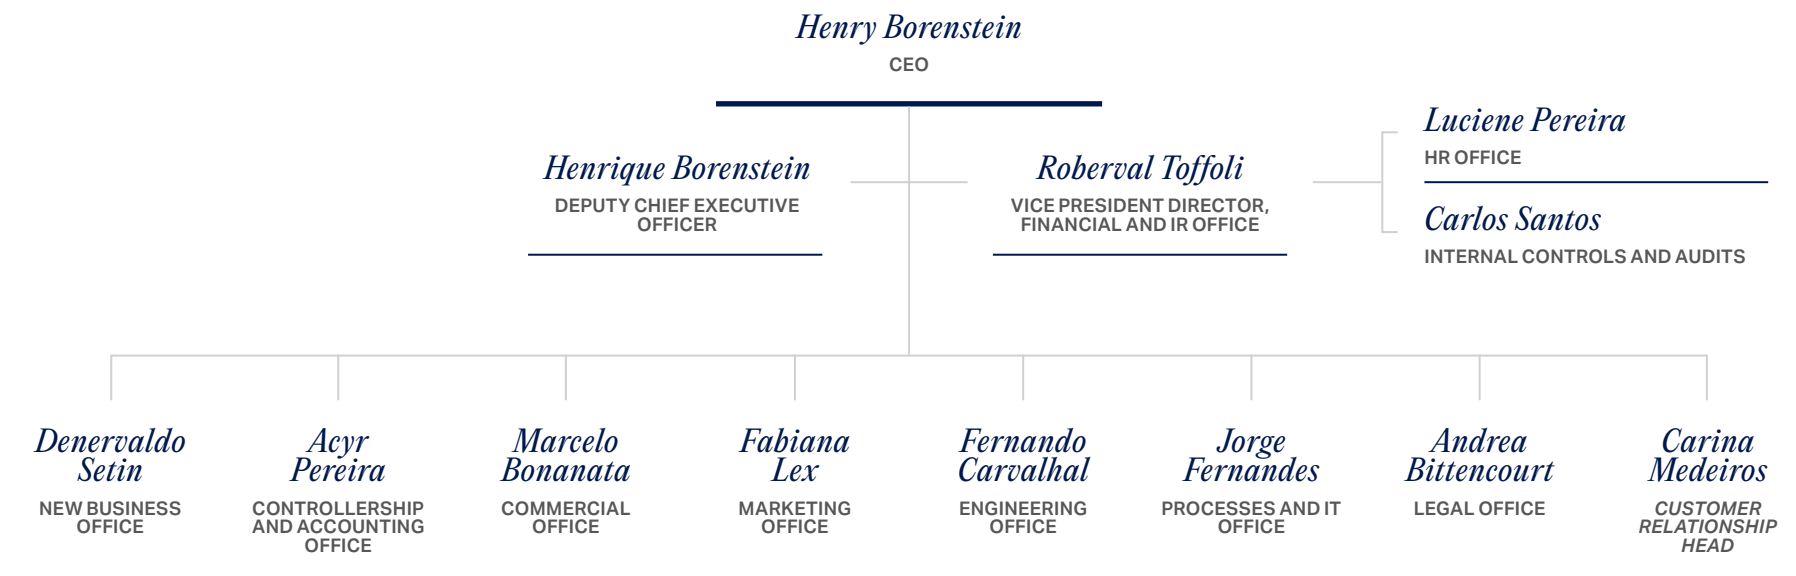 Henry Borenstein
CEO
Henrique Borenstein
DEPUTY CHIEF EXECUTIVE
OFFICER
Roberval Toffoli
VICE PRESIDENT DIRECTOR,
FINANCIAL AND IR OFFICE
Luciene Pereira
HR OFFICE
Carlos Santos
INTERNAL CONTROLS AND AUDITS
Denervaldo
Setin
NEW BUSINESS
OFFICE
Acyr
Pereira
CONTROLLERSHIP
AND ACCOUNTING
OFFICE
Marcelo
Bonanata
COMMERCIAL
OFFICE
Fabiana
Lex
MARKETING
OFFICE
Fernando
Carvalhal
ENGINEERING
OFFICE
Jorge
Fernandes
PROCESSES AND IT
OFFICE
Andrea
Bittencourt
LEGAL OFFICE
Carina
Medeiros
CUSTOMER
RELATIONSHIP
HEAD